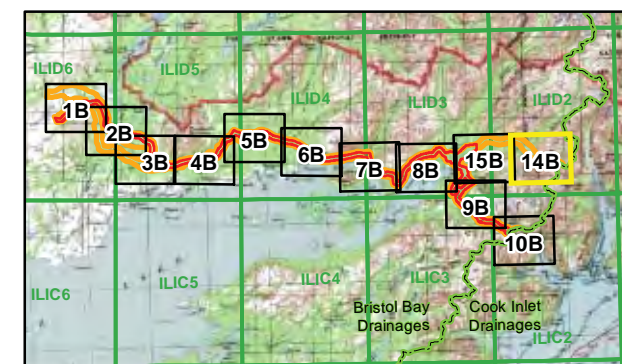 ILID6
ILID5
ILID4
ILID3
ILID2
1B
2B
3B
4B
5B
6B
7B
8B
15B
14B
9B
10B
ILIC6
ILIC5
ILIC4
ILIC3
ILIC2
Bristol Bay
Drainages
Cook Inlet
Drainages